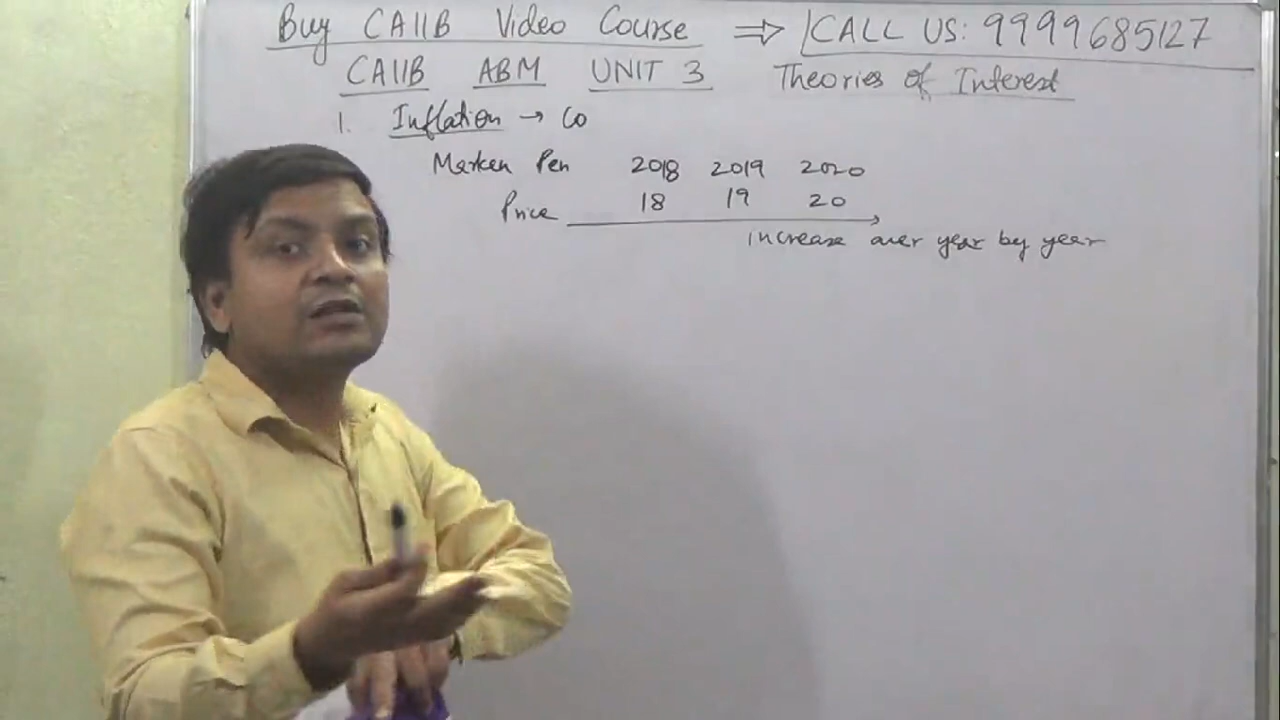 Buy CAIIB Video Course ⇒ CALL US: 9999685127
CAIIB ABM UNIT 3 Theories of Interest
1. Inflation → Co
Marker Pen 2018 2019 2020
Price 18 19 20
increase over year by year